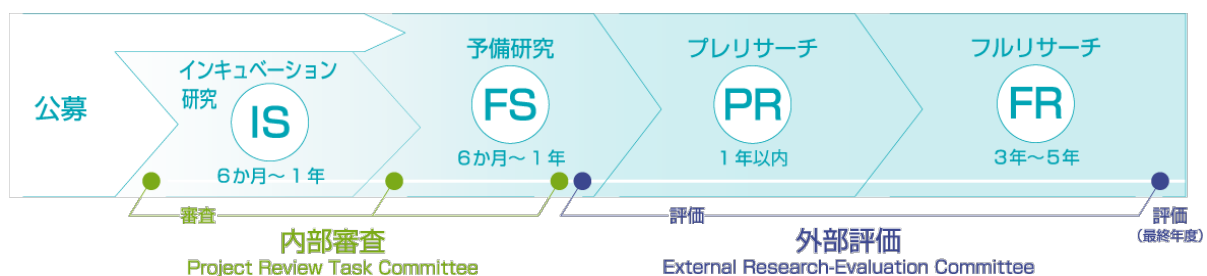 公募
インキュベーション
研究
IS
6か月～1年
予備研究
FS
6か月～1年
プレリサーチ
PR
1年以内
フルリサーチ
FR
3年～5年
審査
内部審査
Project Review Task Committee
評価
外部評価
External Research-Evaluation Committee
評価
(最終年度)